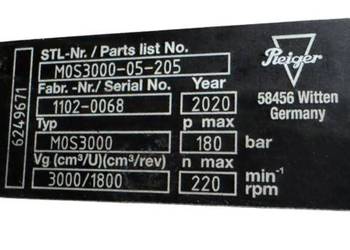 STL-Nr. / Parts list No.
M0S3000-05-205
Fabr. -Nr./ Serial No. Year
1102-0068 2020
Typ p max
M0S3000 180 bar
Vg (cm³/U)(cm³/rev) n max
3000/1800 220 min⁻¹ rpm
6249671
Reiger
58456 Witten
Germany